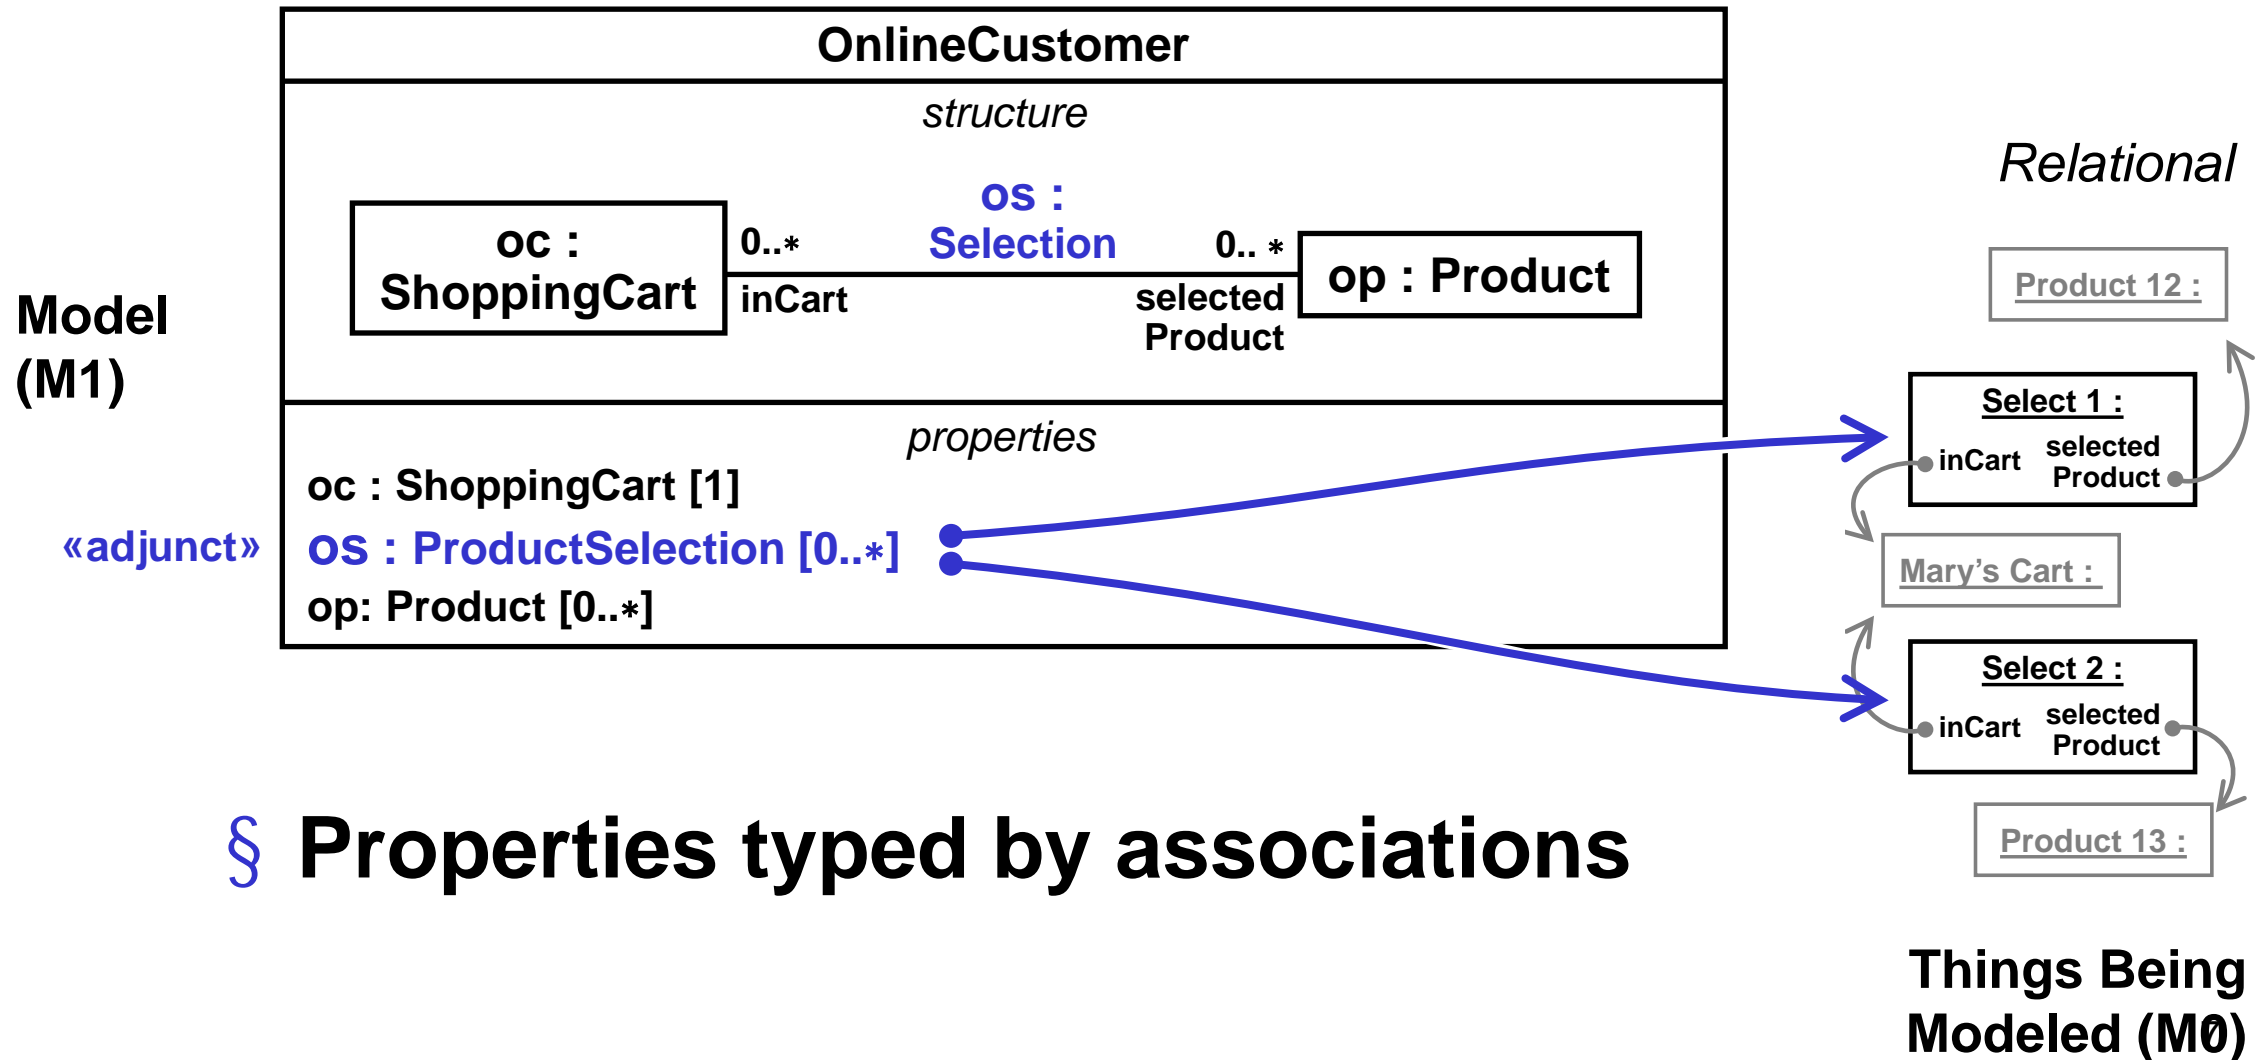 OnlineCustomer
structure
Relational
os :
Selection
oc :
ShoppingCart
0..*
0.. *
op : Product
inCart
selected
Product
Product 12 :
Model
(M1)
Select 1 :
inCart
selected
Product
properties
oc : ShoppingCart [1]
«adjunct»
os : ProductSelection [0..*]
op: Product [0..*]
Mary’s Cart :
Select 2 :
inCart
selected
Product
§ Properties typed by associations
Product 13 :
Things Being
Modeled (M0)